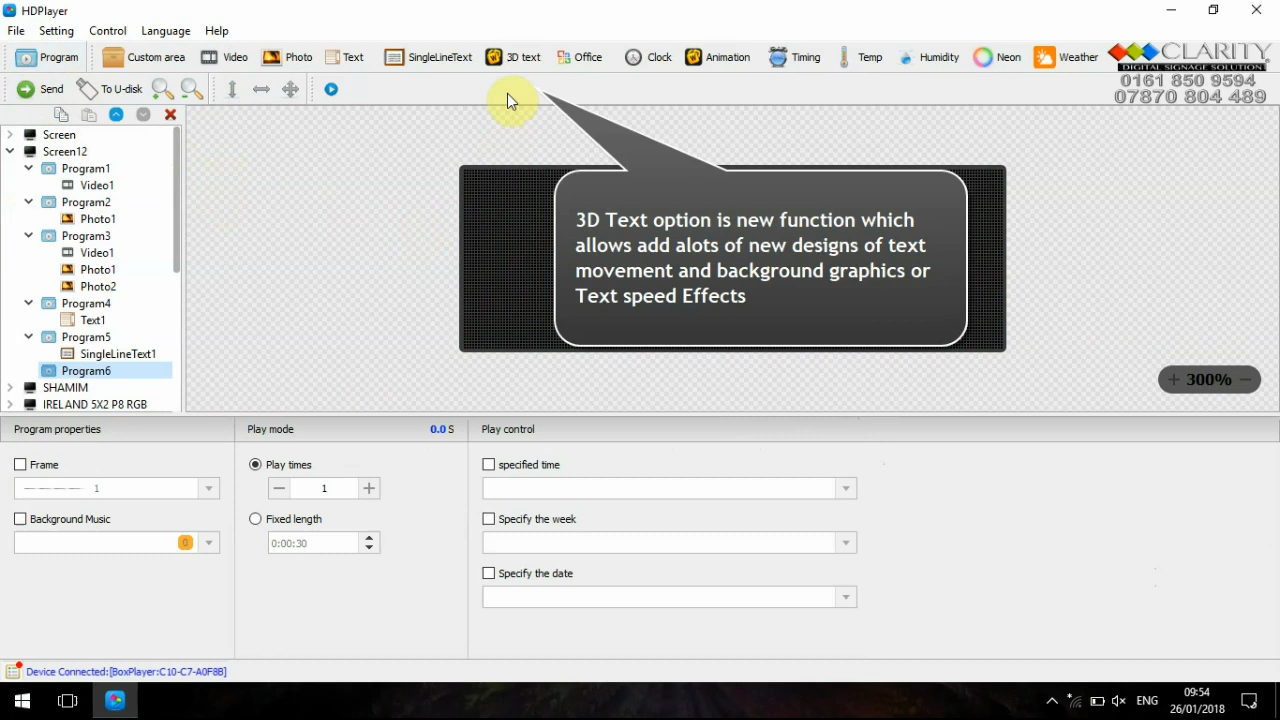 HDPlayer
File Setting Control Language Help
Program Custom area Video Photo Text SingleLineText 3D text Office Clock Animation Timing Temp Humidity Neon Weather
CLARITY
DIGITAL SIGNAGE SOLUTION
0161 850 9594
07870 804 489
Send To U-disk
Screen
Screen12
Program1
Video1
Program2
Photo1
Program3
Video1
Photo1
Photo2
Program4
Text1
Program5
SingleLineText1
Program6
SHAMIM
IRELAND 5X2 P8 RGB
3D Text option is new function which
allows add alots of new designs of text
movement and background graphics or
Text speed Effects
300%
Program properties
Frame
1
Background Music
0
Play mode 0.0 S
Play times
1
Fixed length
0:00:30
Play control
specified time
Specify the week
Specify the date
Device Connected:[BoxPlayer:C10-C7-A0F8B]
ENG
09:54
26/01/2018